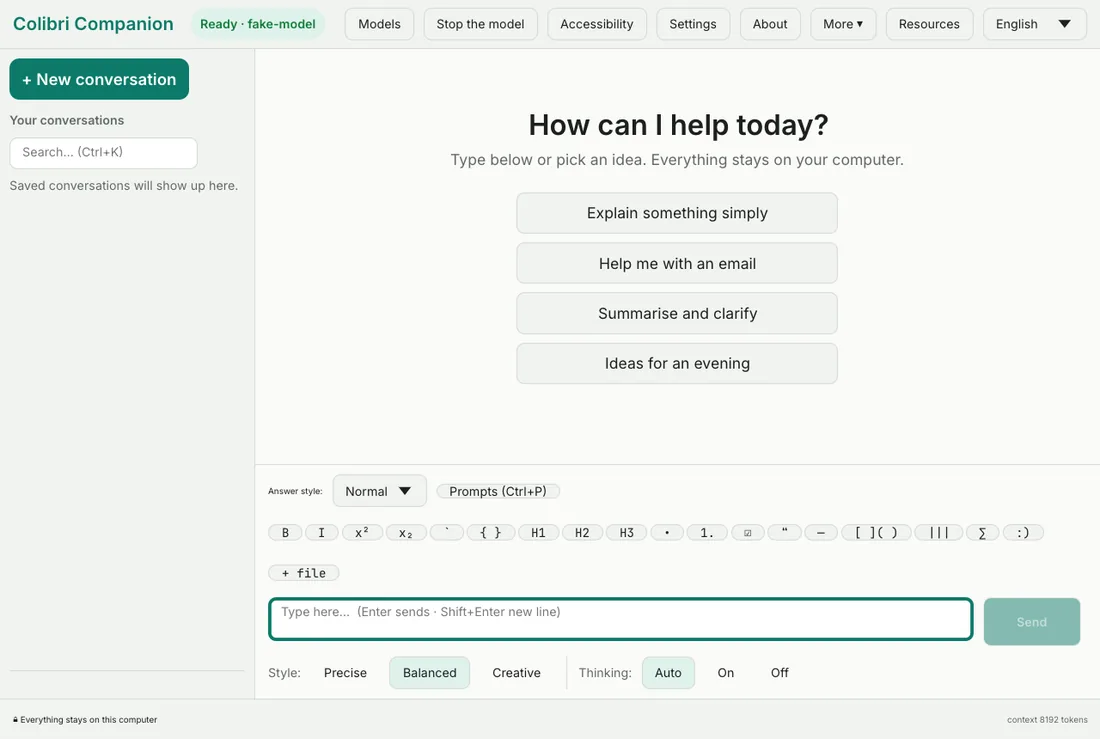 Colibri Companion Ready · fake-model Models Stop the model Accessibility Settings About More ▾ Resources English
+ New conversation
Your conversations
Search... (Ctrl+K)
Saved conversations will show up here.
How can I help today?
Type below or pick an idea. Everything stays on your computer.
Explain something simply
Help me with an email
Summarise and clarify
Ideas for an evening
Answer style: Normal Prompts (Ctrl+P)
B I x² x₂ ` { } H1 H2 H3 • 1. ☑ “ — [ ]( ) ||| ∑ :)
+ file
Type here... (Enter sends · Shift+Enter new line)
Send
Style: Precise Balanced Creative Thinking: Auto On Off
Everything stays on this computer
context 8192 tokens